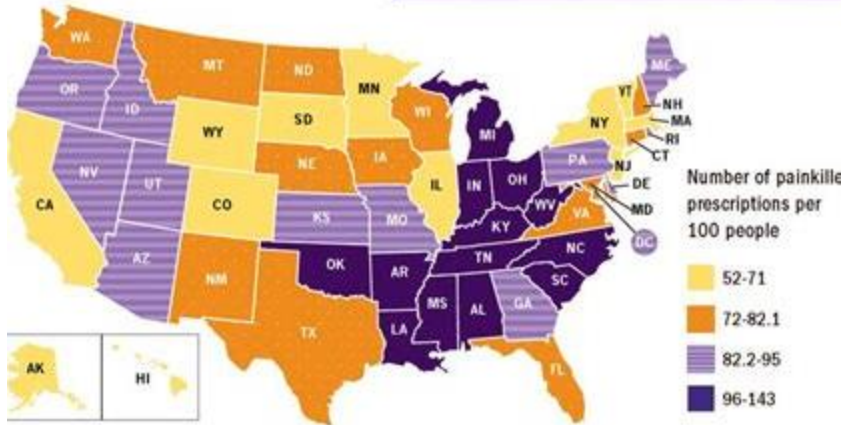 WA
MT
ND
MN
ME
OR
ID
WY
SD
WI
MI
VT
NH
NY
MA
RI
CT
NV
UT
CA
CO
NE
IA
IL
IN
OH
PA
NJ
DE
MD
DC
KS
MO
WV
VA
KY
AZ
NM
OK
AR
TN
NC
SC
TX
LA
MS
AL
GA
FL
AK
HI
Number of painkille
prescriptions per
100 people
52-71
72-82.1
82.2-95
96-143